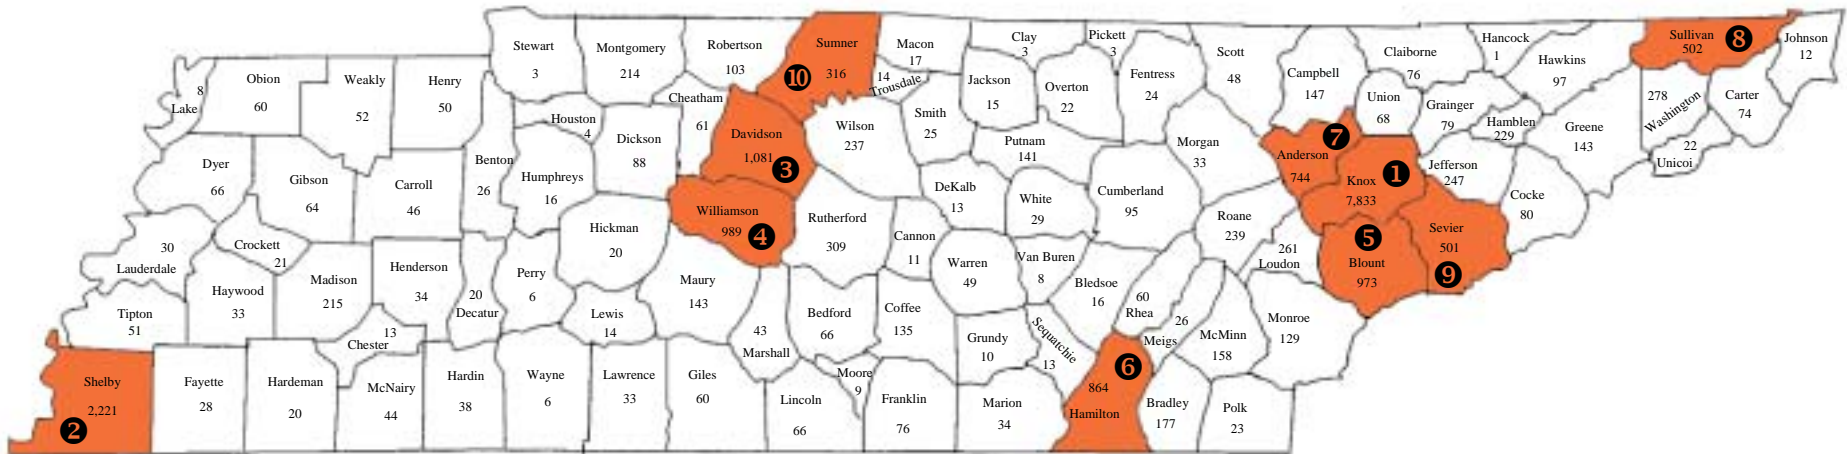 Stewart
3
Montgomery
214
Robertson
103
Sumner
316
❿
Macon
17
14
Trousdale
Clay
3
Pickett
3
Fentress
24
Scott
48
Campbell
147
Claiborne
76
Hancock
1
Hawkins
97
Sullivan
502
❽
Johnson
12
8
Lake
Obion
60
Weakly
52
Henry
50
Houston
4
Dickson
88
Cheatham
61
Davidson
1,081
❸
Wilson
237
Smith
25
Jackson
15
Overton
22
Putnam
141
Morgan
33
Anderson
744
❼
Union
68
Grainger
79
Hamblen
229
Greene
143
278
Washington
Carter
74
22
Unicoi
Dyer
66
Gibson
64
Carroll
46
Benton
26
Humphreys
16
Hickman
20
Williamson
989
❹
Rutherford
309
Cannon
11
DeKalb
13
White
29
Cumberland
95
Roane
239
261
Loudon
Knox
7,833
❶
Jefferson
247
Cocke
80
Sevier
501
❾
❺
Blount
973
30
Lauderdale
Crockett
21
Haywood
33
Madison
215
Henderson
34
20
Decatur
Perry
6
Lewis
14
Maury
143
43
Marshall
Bedford
66
Coffee
135
Warren
49
Van Buren
8
Bledsoe
16
60
Rhea
26
Meigs
McMinn
158
Monroe
129
Tipton
51
13
Chester
Shelby
2,221
❷
Fayette
28
Hardeman
20
McNairy
44
Hardin
38
Wayne
6
Lawrence
33
Giles
60
Lincoln
66
Moore
9
Franklin
76
Grundy
10
Sequatchie
13
Marion
34
❻
864
Hamilton
Bradley
177
Polk
23